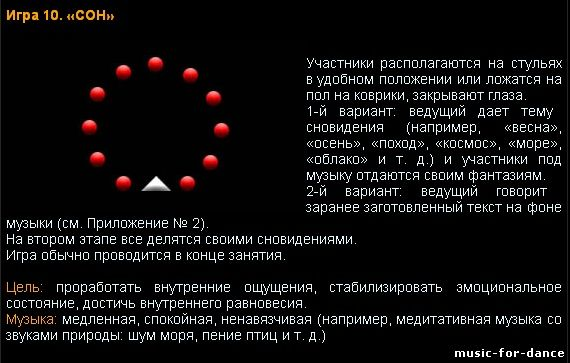 Игра 10. «СОН»
Участники располагаются на стульях
в удобном положении или ложатся на
пол на коврики, закрывают глаза.
1-й вариант: ведущий дает тему
сновидения (например, «весна»,
«осень», «поход», «космос», «море»,
«облако» и т. д.) и участники под
музыку отдаются своим фантазиям.
2-й вариант: ведущий говорит
заранее заготовленный текст на фоне
музыки (см. Приложение № 2).
На втором этапе все делятся своими сновидениями.
Игра обычно проводится в конце занятия.
Цель: проработать внутренние ощущения, стабилизировать эмоциональное
состояние, достичь внутреннего равновесия.
Музыка: медленная, спокойная, ненавязчивая (например, медитативная музыка со
звуками природы: шум моря, пение птиц и т. д.)
music-for-dance